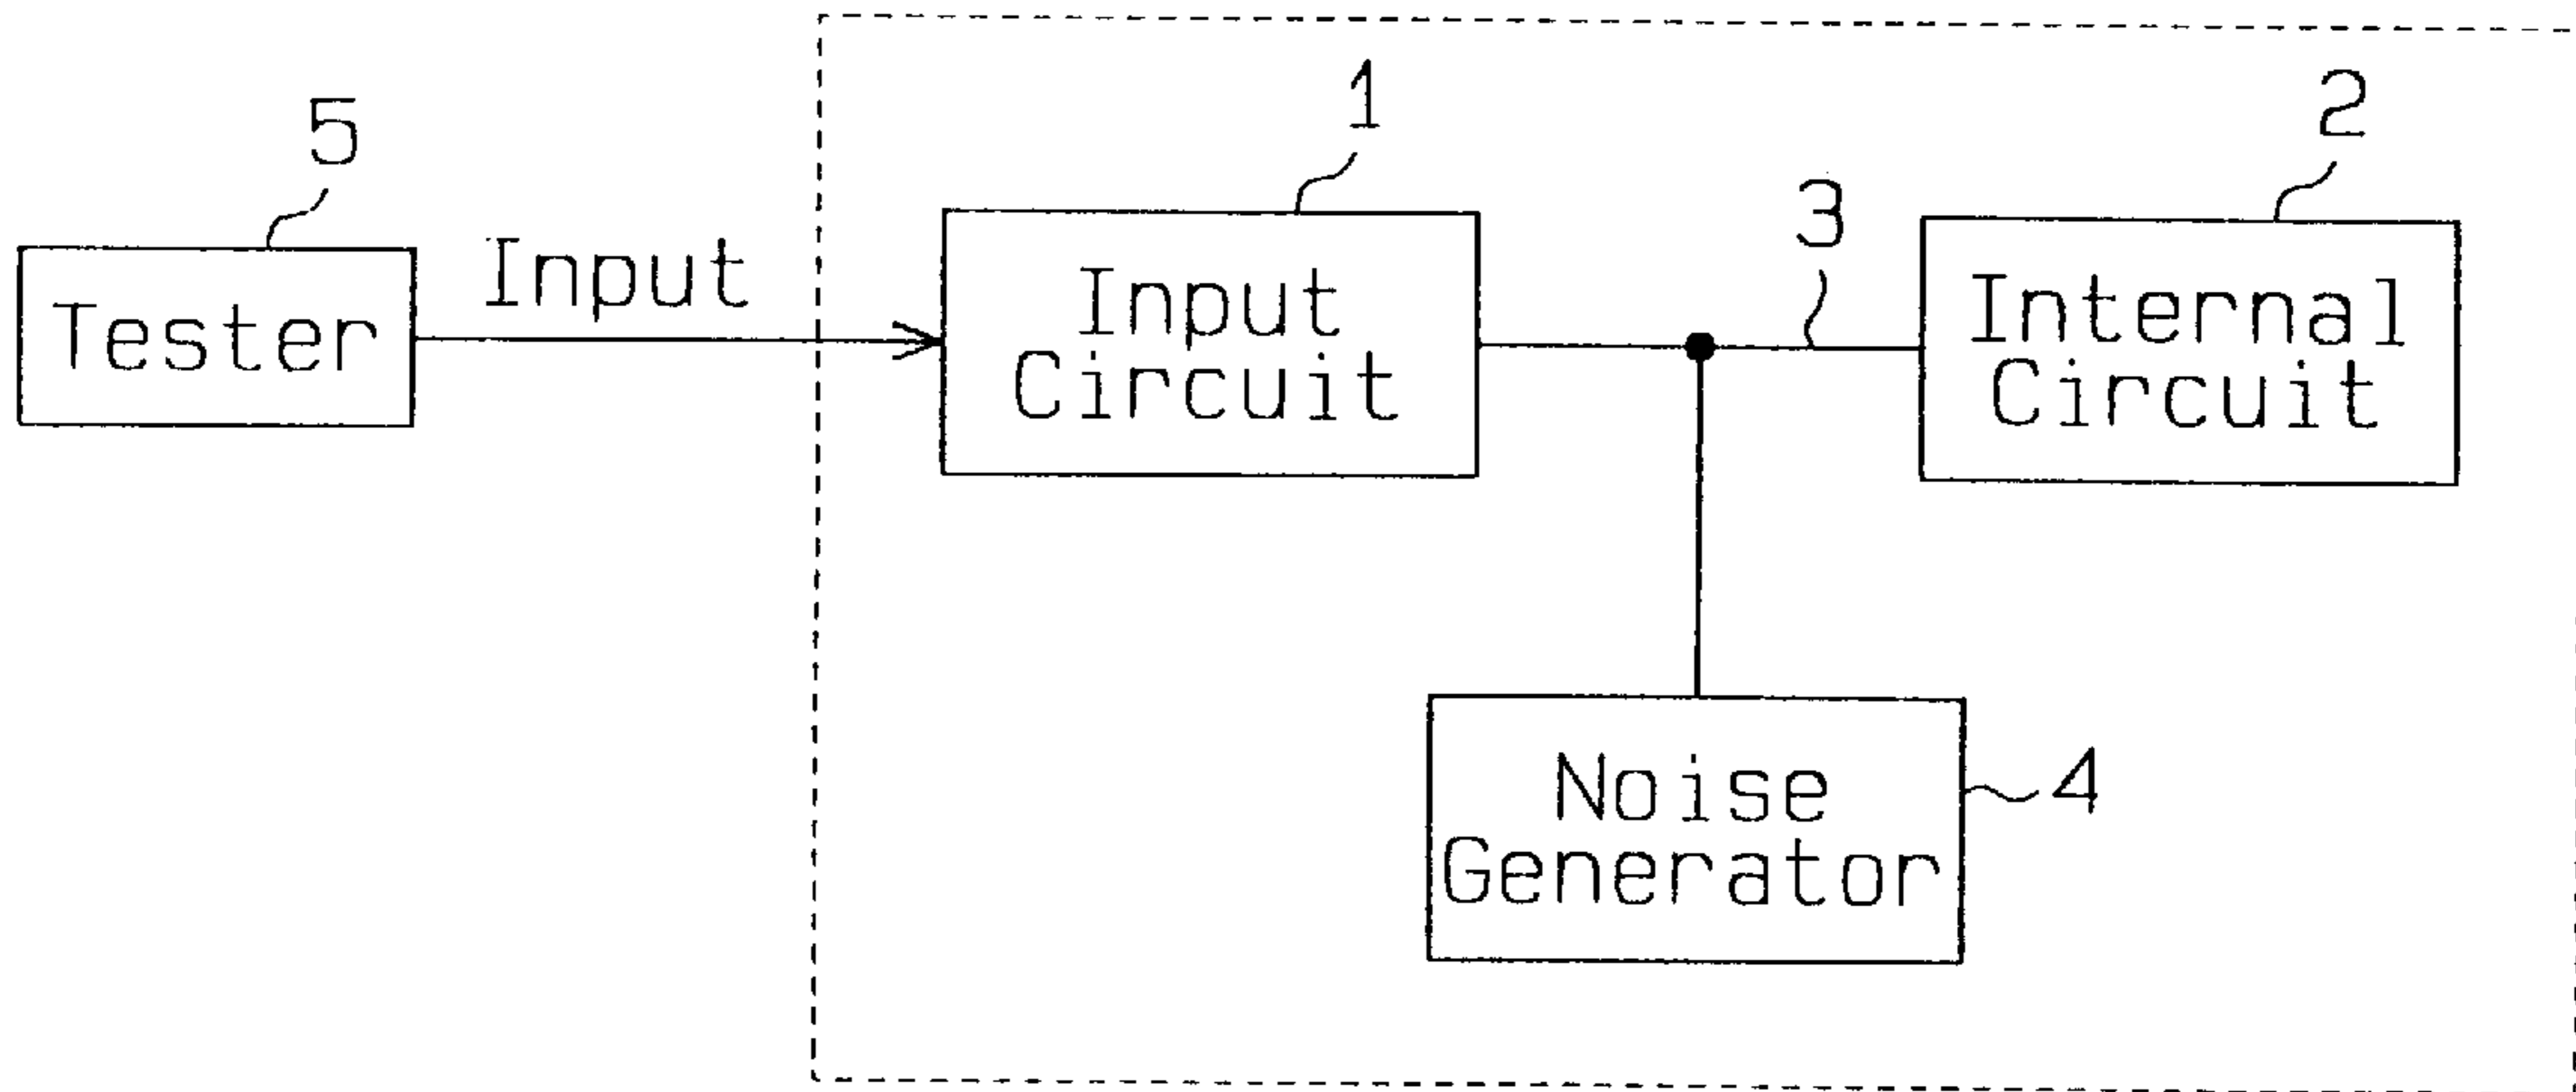 5
Tester
Input
1
Input
Circuit
3
2
Internal
Circuit
Noise
Generator
4